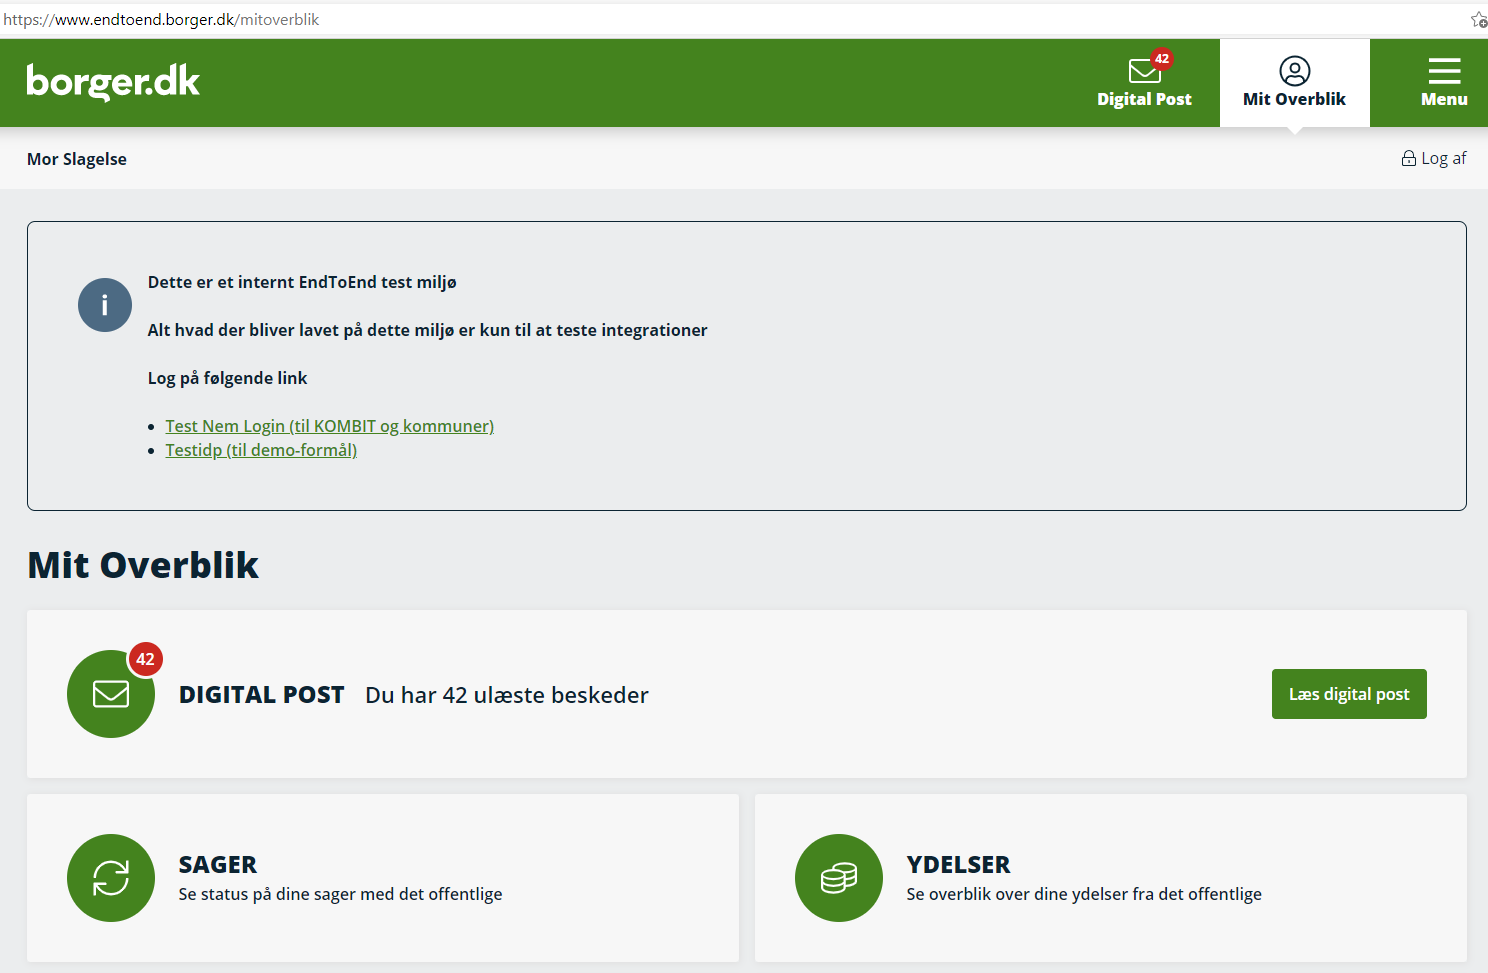 https://www.endtoend.borger.dk/mitoverblik
borger.dk
42
Digital Post
Mit Overblik
Menu
Mor Slagelse
Log af
i
Dette er et internt EndToEnd test miljø
Alt hvad der bliver lavet på dette miljø er kun til at teste integrationer
Log på følgende link
• Test Nem Login (til KOMBIT og kommuner)
• Testidp (til demo-formål)
Mit Overblik
42
DIGITAL POST Du har 42 ulæste beskeder
Læs digital post
SAGER
Se status på dine sager med det offentlige
YDELSER
Se overblik over dine ydelser fra det offentlige